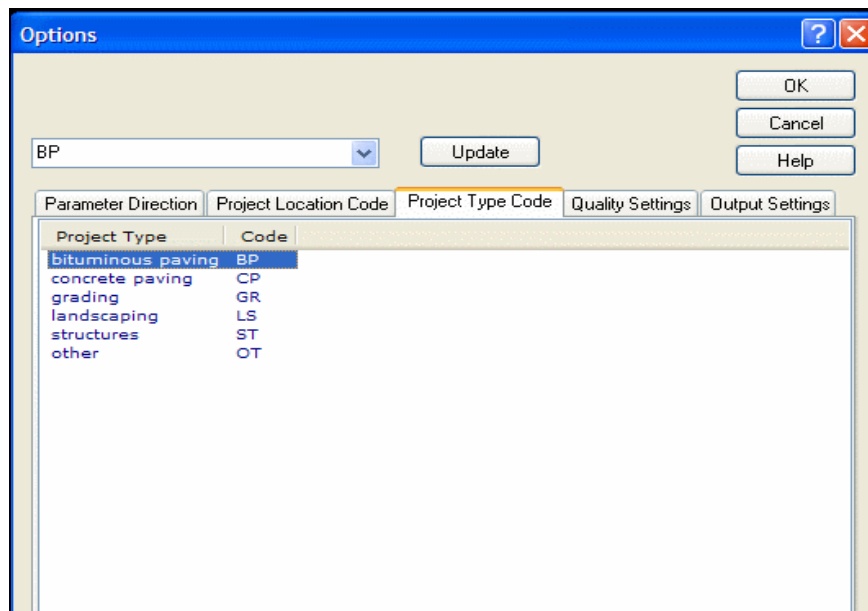 Options
OK
Cancel
BP
Update
Help
Parameter Direction Project Location Code Project Type Code Quality Settings Output Settings
Project Type Code
bituminous paving BP
concrete paving CP
grading GR
landscaping LS
structures ST
other OT